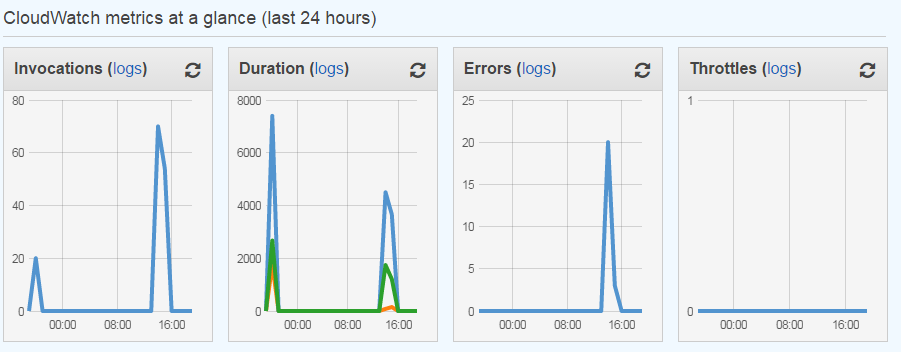 CloudWatch metrics at a glance (last 24 hours)
Invocations (logs)
80
60
40
20
0
00:00 08:00 16:00
Duration (logs)
8000
6000
4000
2000
0
00:00 08:00 16:00
Errors (logs)
25
20
15
10
5
0
00:00 08:00 16:00
Throttles (logs)
1
0
00:00 08:00 16:00